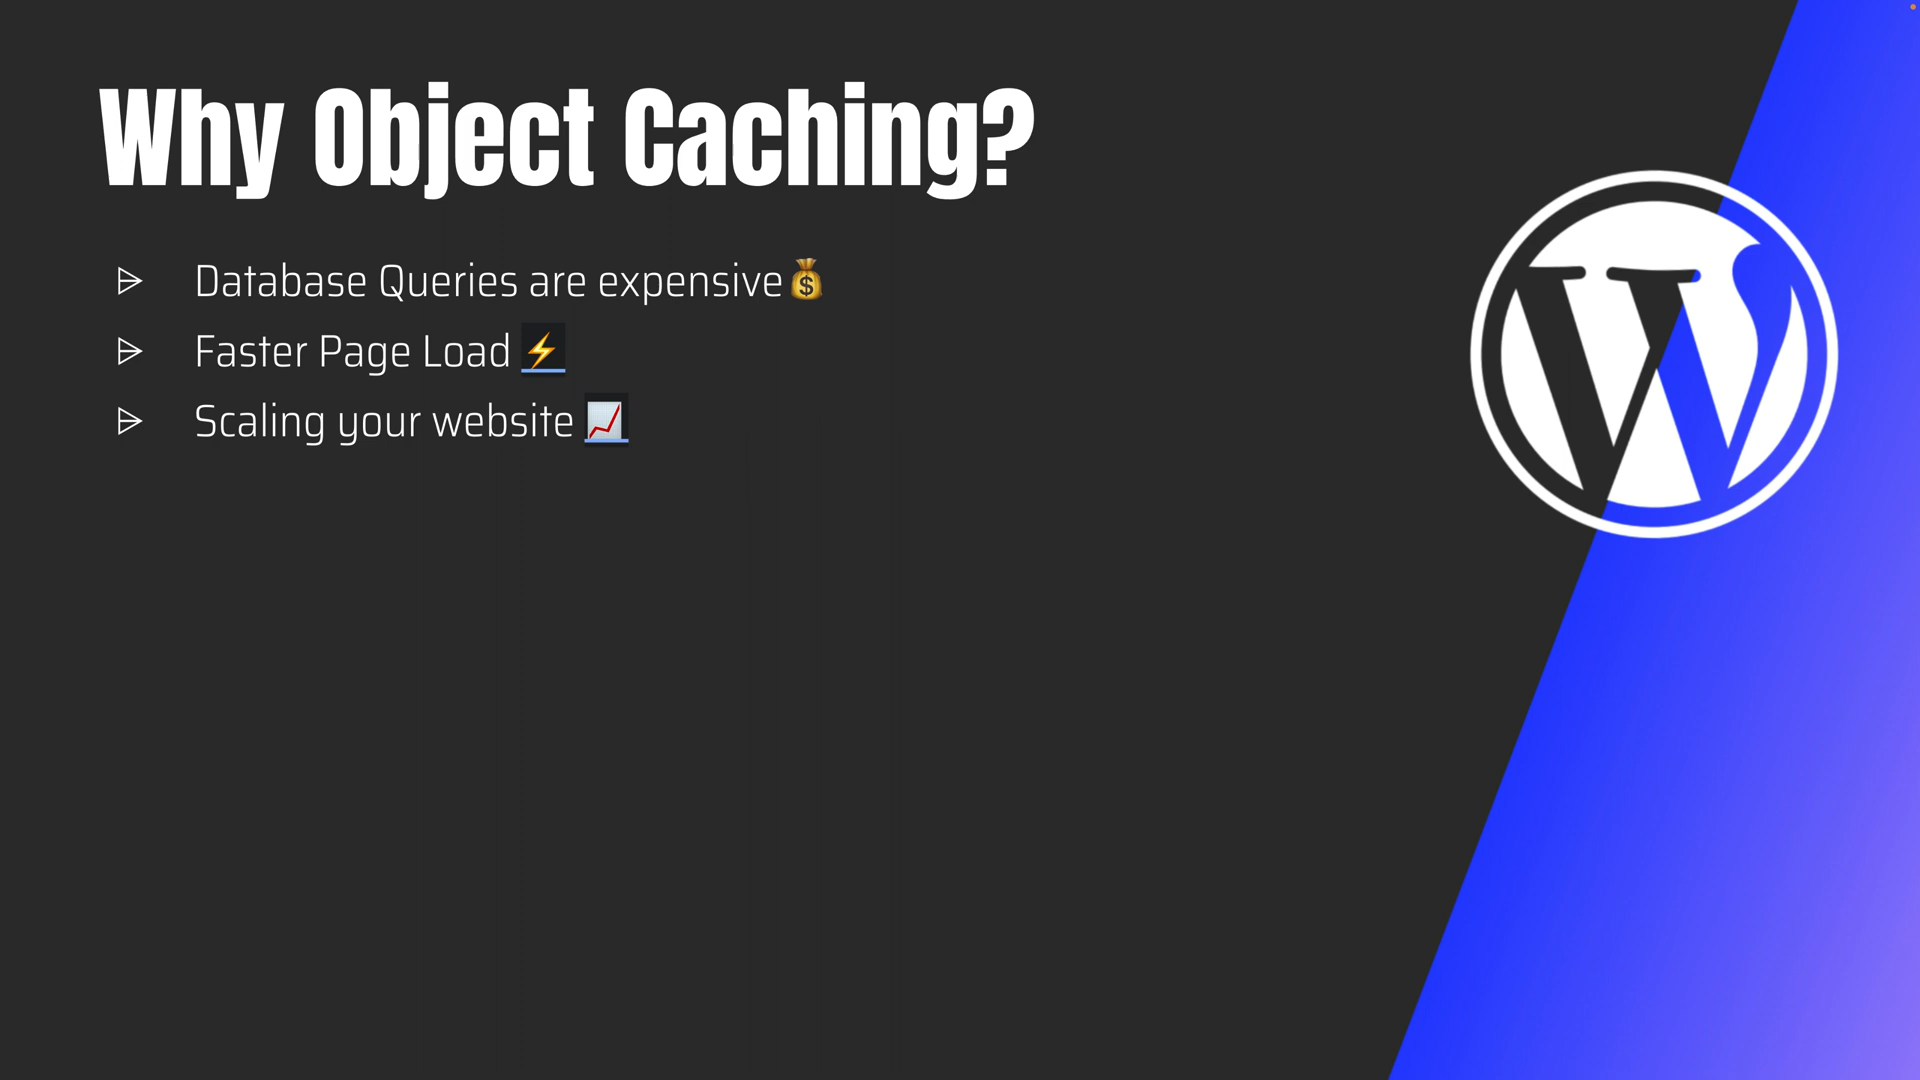 Why Object Caching?
Database Queries are expensive💰
Faster Page Load ⚡
Scaling your website 📈